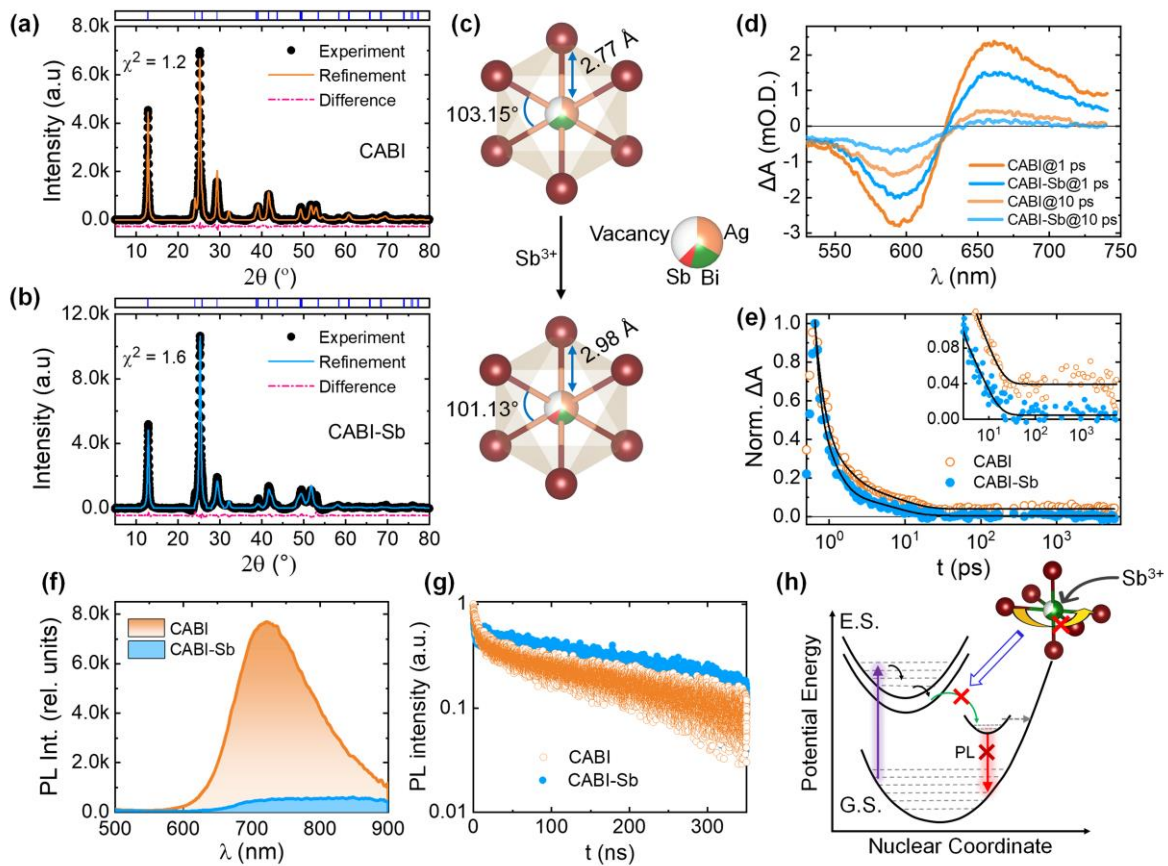 (a)
8.0k
6.0k
4.0k
2.0k
0.0
Intensity (a.u)
χ² = 1.2
Experiment
Refinement
Difference
CABI
10 20 30 40 50 60 70 80
2θ (°)
(b)
12.0k
8.0k
4.0k
0.0
Intensity (a.u)
χ² = 1.6
Experiment
Refinement
Difference
CABI-Sb
10 20 30 40 50 60 70 80
2θ (°)
(c)
2.77 Å
103.15°
Sb³⁺
Vacancy
Ag
Sb
Bi
2.98 Å
101.13°
(d)
2
1
0
-1
-2
-3
ΔA (mO.D.)
CABI@1 ps
CABI-Sb@1 ps
CABI@10 ps
CABI-Sb@10 ps
550 600 650 700 750
λ (nm)
(e)
1.0
0.8
0.6
0.4
0.2
0.0
Norm. ΔA
0.08
0.04
0.00
10¹ 10² 10³
CABI
CABI-Sb
10⁰ 10¹ 10² 10³
t (ps)
(f)
8.0k
6.0k
4.0k
2.0k
0.0
PL Int. (rel. units)
CABI
CABI-Sb
500 600 700 800 900
λ (nm)
(g)
1
0.1
0.01
PL intensity (a.u.)
CABI
CABI-Sb
0 100 200 300
t (ns)
(h)
Sb³⁺
E.S.
PL
G.S.
Potential Energy
Nuclear Coordinate